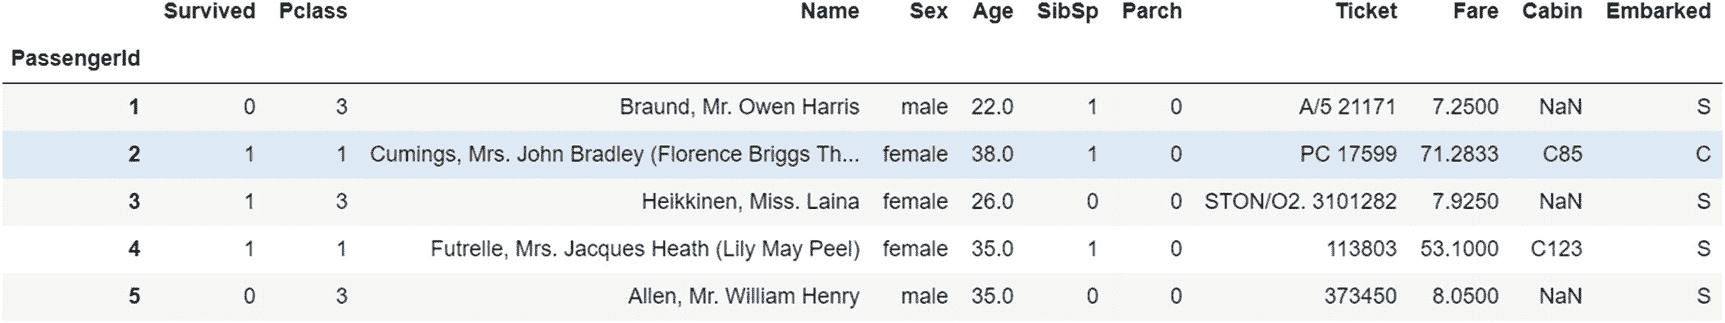 Survived Pclass Name Sex Age SibSp Parch Ticket Fare Cabin Embarked
PassengerId
1 0 3 Braund, Mr. Owen Harris male 22.0 1 0 A/5 21171 7.2500 NaN S
2 1 1 Cumings, Mrs. John Bradley (Florence Briggs Th... female 38.0 1 0 PC 17599 71.2833 C85 C
3 1 3 Heikkinen, Miss. Laina female 26.0 0 0 STON/O2. 3101282 7.9250 NaN S
4 1 1 Futrelle, Mrs. Jacques Heath (Lily May Peel) female 35.0 1 0 113803 53.1000 C123 S
5 0 3 Allen, Mr. William Henry male 35.0 0 0 373450 8.0500 NaN S